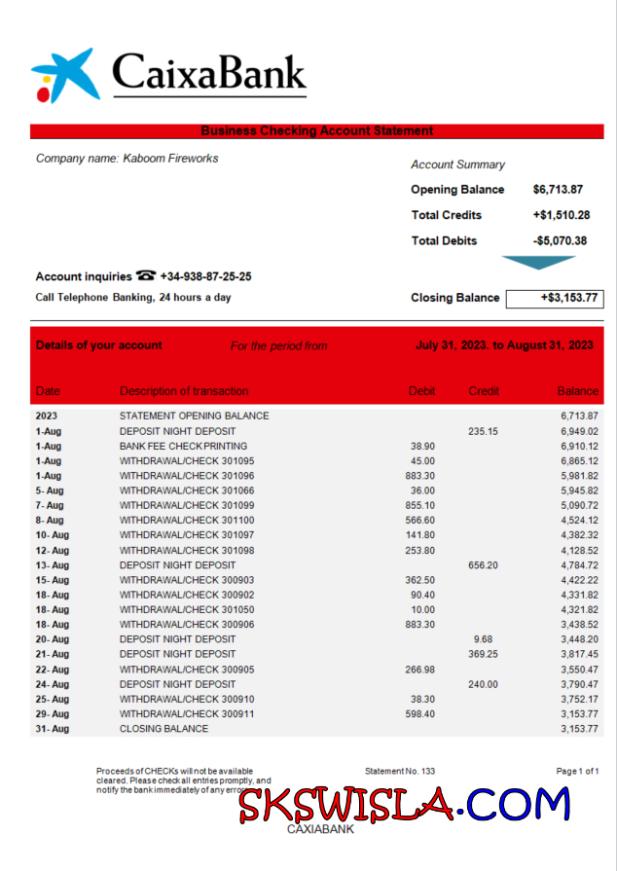 CaixaBank
Business Checking Account Statement
Company name: Kaboom Fireworks
Account Summary
Opening Balance $6,713.87
Total Credits +$1,510.28
Total Debits -$5,070.38
Account inquiries ☎ +34-938-87-25-25
Call Telephone Banking, 24 hours a day
Closing Balance +$3,153.77
Details of your account For the period from July 31, 2023. to August 31, 2023
Date Description of transaction Debit Credit Balance
2023 STATEMENT OPENING BALANCE 6,713.87
1-Aug DEPOSIT NIGHT DEPOSIT 235.15 6,949.02
1-Aug BANK FEE CHECK PRINTING 38.90 6,910.12
1-Aug WITHDRAWAL/CHECK 301095 45.00 6,865.12
1-Aug WITHDRAWAL/CHECK 301096 883.30 5,981.82
5- Aug WITHDRAWAL/CHECK 301066 36.00 5,945.82
7- Aug WITHDRAWAL/CHECK 301099 855.10 5,090.72
8- Aug WITHDRAWAL/CHECK 301100 566.60 4,524.12
10- Aug WITHDRAWAL/CHECK 301097 141.80 4,382.32
12- Aug WITHDRAWAL/CHECK 301098 253.80 4,128.52
13- Aug DEPOSIT NIGHT DEPOSIT 656.20 4,784.72
15- Aug WITHDRAWAL/CHECK 300903 362.50 4,422.22
18- Aug WITHDRAWAL/CHECK 300902 90.40 4,331.82
18- Aug WITHDRAWAL/CHECK 301050 10.00 4,321.82
18- Aug WITHDRAWAL/CHECK 300906 883.30 3,438.52
20- Aug DEPOSIT NIGHT DEPOSIT 9.68 3,448.20
21- Aug DEPOSIT NIGHT DEPOSIT 369.25 3,817.45
22- Aug WITHDRAWAL/CHECK 300905 266.98 3,550.47
24- Aug DEPOSIT NIGHT DEPOSIT 240.00 3,790.47
25- Aug WITHDRAWAL/CHECK 300910 38.30 3,752.17
29- Aug WITHDRAWAL/CHECK 300911 598.40 3,153.77
31- Aug CLOSING BALANCE 3,153.77
Proceeds of CHECKs will not be available
cleared. Please check all entries promptly, and
notify the bank immediately of any
Statement No. 133
Page 1 of 1
SKSWISLA.COM
CAXIABANK